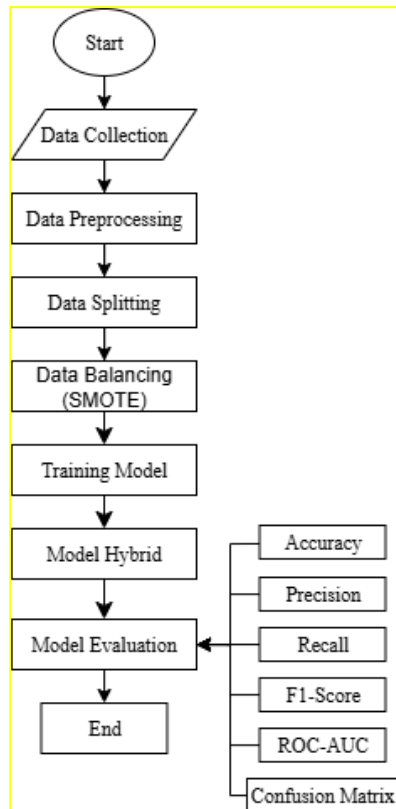 Start
Data Collection
Data Preprocessing
Data Splitting
Data Balancing
(SMOTE)
Training Model
Model Hybrid
Model Evaluation
End
Accuracy
Precision
Recall
F1-Score
ROC-AUC
Confusion Matrix